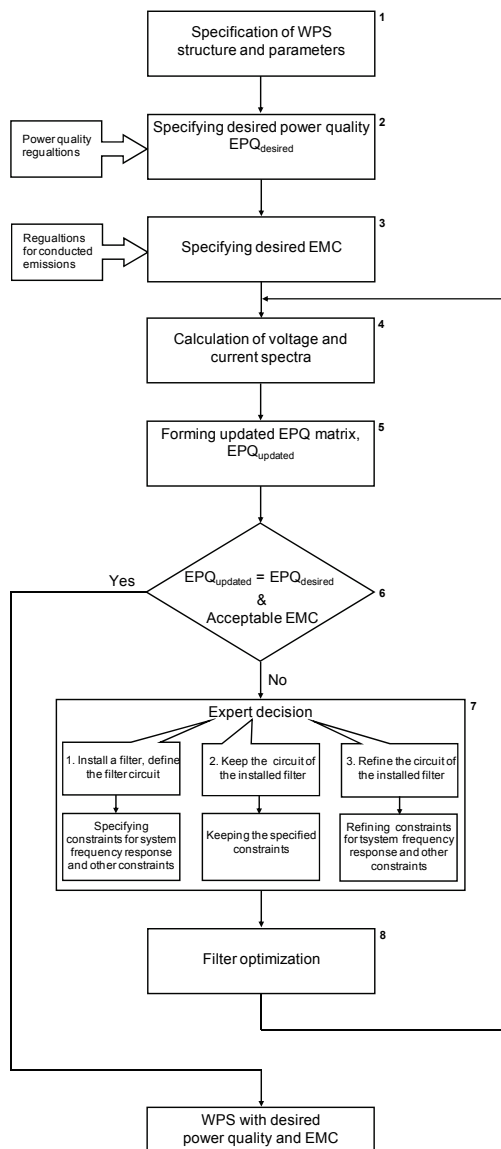 1
Specification of WPS
structure and parameters
2
Power quality
regualtions
Specifying desired power quality
EPQdesired
3
Regualtions
for conducted
emissions
Specifying desired EMC
4
Calculation of voltage and
current spectra
5
Forming updated EPQ matrix,
EPQupdated
Yes
EPQupdated = EPQdesired
&
Acceptable EMC
6
No
7
Expert decision
1. Install a filter, define
the filter circuit
2. Keep the circuit of
the installed filter
3. Refine the circuit of
the installed filter
Specifying
constraints for system
frequency response
and other constraints
Keeping the specified
constraints
Refining constraints
for tsystem frequency
response and other
constraints
8
Filter optimization
WPS with desired
power quality and EMC